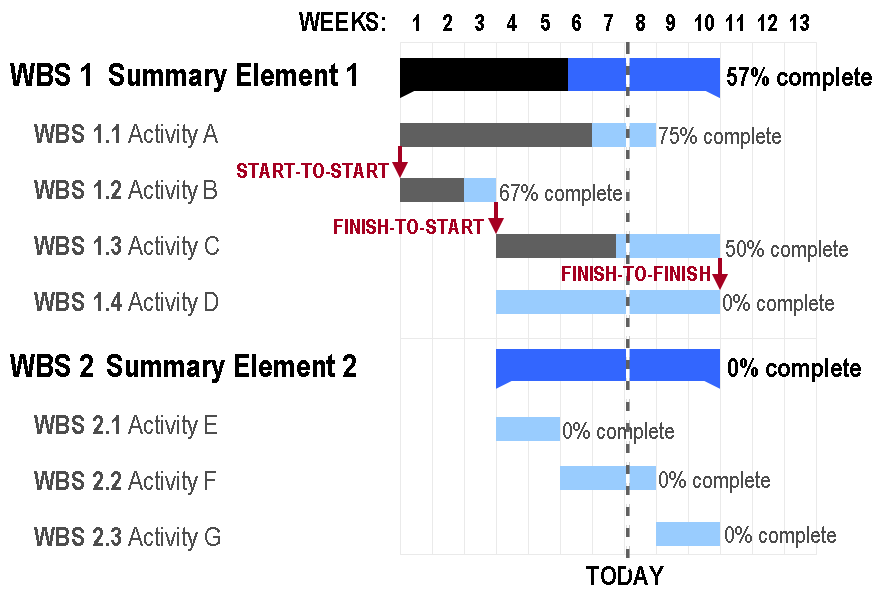 WEEKS: 1 2 3 4 5 6 7 8 9 10 11 12 13
WBS 1 Summary Element 1 57% complete
WBS 1.1 Activity A 75% complete
START-TO-START
WBS 1.2 Activity B 67% complete
FINISH-TO-START
WBS 1.3 Activity C 50% complete
FINISH-TO-FINISH
WBS 1.4 Activity D 0% complete
WBS 2 Summary Element 2 0% complete
WBS 2.1 Activity E 0% complete
WBS 2.2 Activity F 0% complete
WBS 2.3 Activity G 0% complete
TODAY